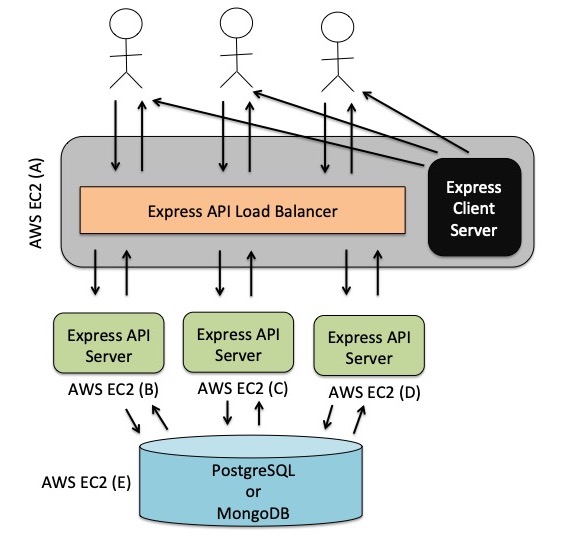 AWS EC2 (A)
Express
Client
Server
Express API Load Balancer
Express API
Server
Express API
Server
Express API
Server
AWS EC2 (B)
AWS EC2 (C)
AWS EC2 (D)
AWS EC2 (E)
PostgreSQL
or
MongoDB